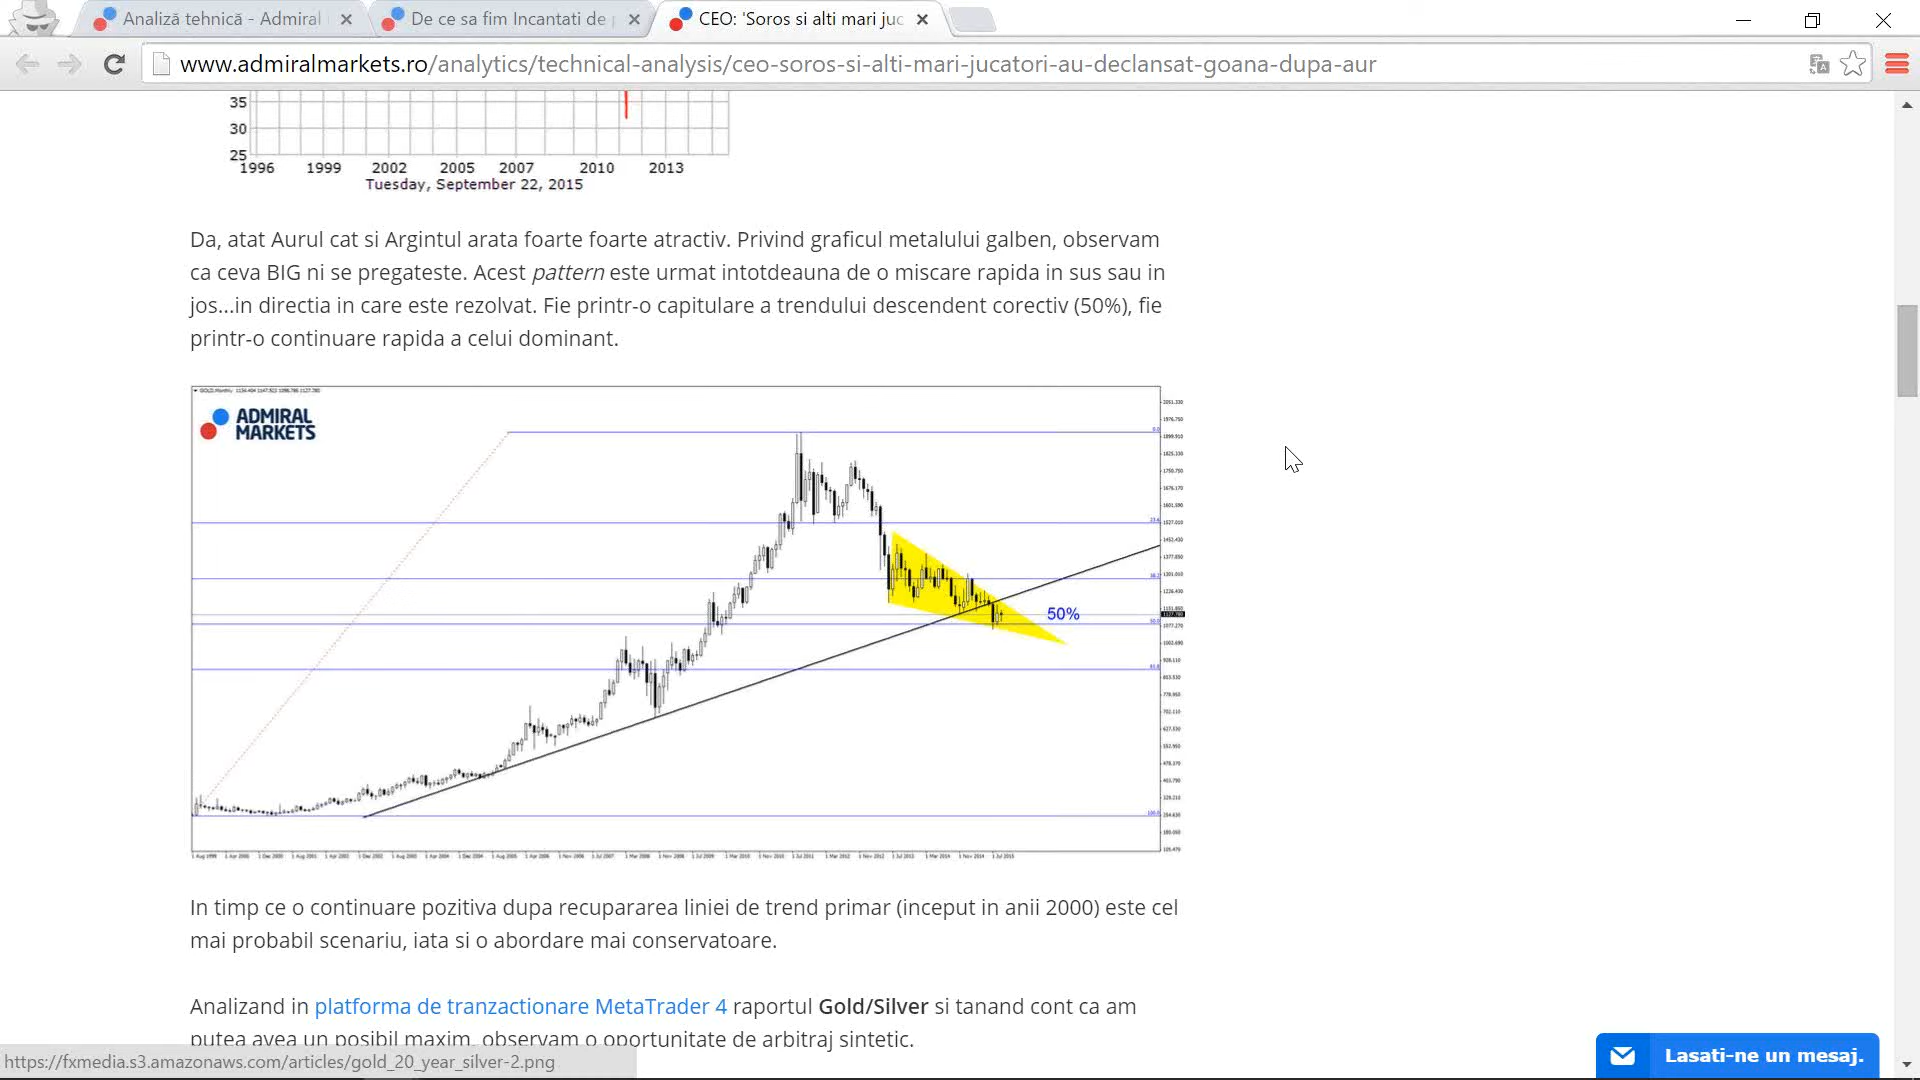 Analiză tehnică - Admiral
De ce sa fim Incantati de
CEO: 'Soros si alti mari juc
www.admiralmarkets.ro/analytics/technical-analysis/ceo-soros-si-alti-mari-jucatori-au-declansat-goana-dupa-aur
35
30
25
1996 1999 2002 2005 2007 2010 2013
Tuesday, September 22, 2015
Da, atat Aurul cat si Argintul arata foarte foarte atractiv. Privind graficul metalului galben, observam
ca ceva BIG ni se pregateste. Acest pattern este urmat intotdeauna de o miscare rapida in sus sau in
jos...in directia in care este rezolvat. Fie printr-o capitulare a trendului descendent corectiv (50%), fie
printr-o continuare rapida a celui dominant.
ADMIRAL
MARKETS
50%
In timp ce o continuare pozitiva dupa recupararea liniei de trend primar (inceput in anii 2000) este cel
mai probabil scenariu, iata si o abordare mai conservatoare.
Analizand in platforma de tranzactionare MetaTrader 4 raportul Gold/Silver si tanand cont ca am
putea avea un posibil maxim, observam o oportunitate de arbitraj sintetic.
https://fxmedia.s3.amazonaws.com/articles/gold_20_year_silver-2.png
Lasati-ne un mesaj.